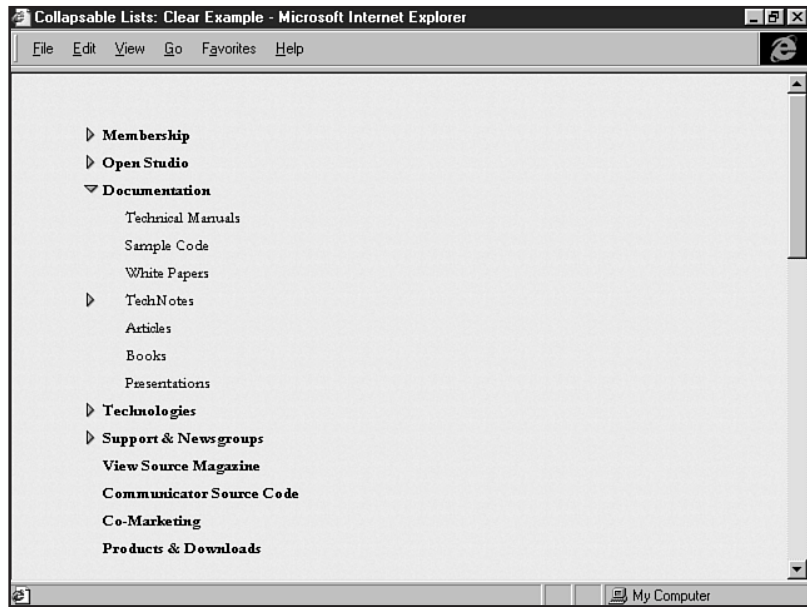 Collapsable Lists: Clear Example - Microsoft Internet Explorer
File Edit View Go Favorites Help
Membership
Open Studio
Documentation
Technical Manuals
Sample Code
White Papers
TechNotes
Articles
Books
Presentations
Technologies
Support & Newsgroups
View Source Magazine
Communicator Source Code
Co-Marketing
Products & Downloads
My Computer